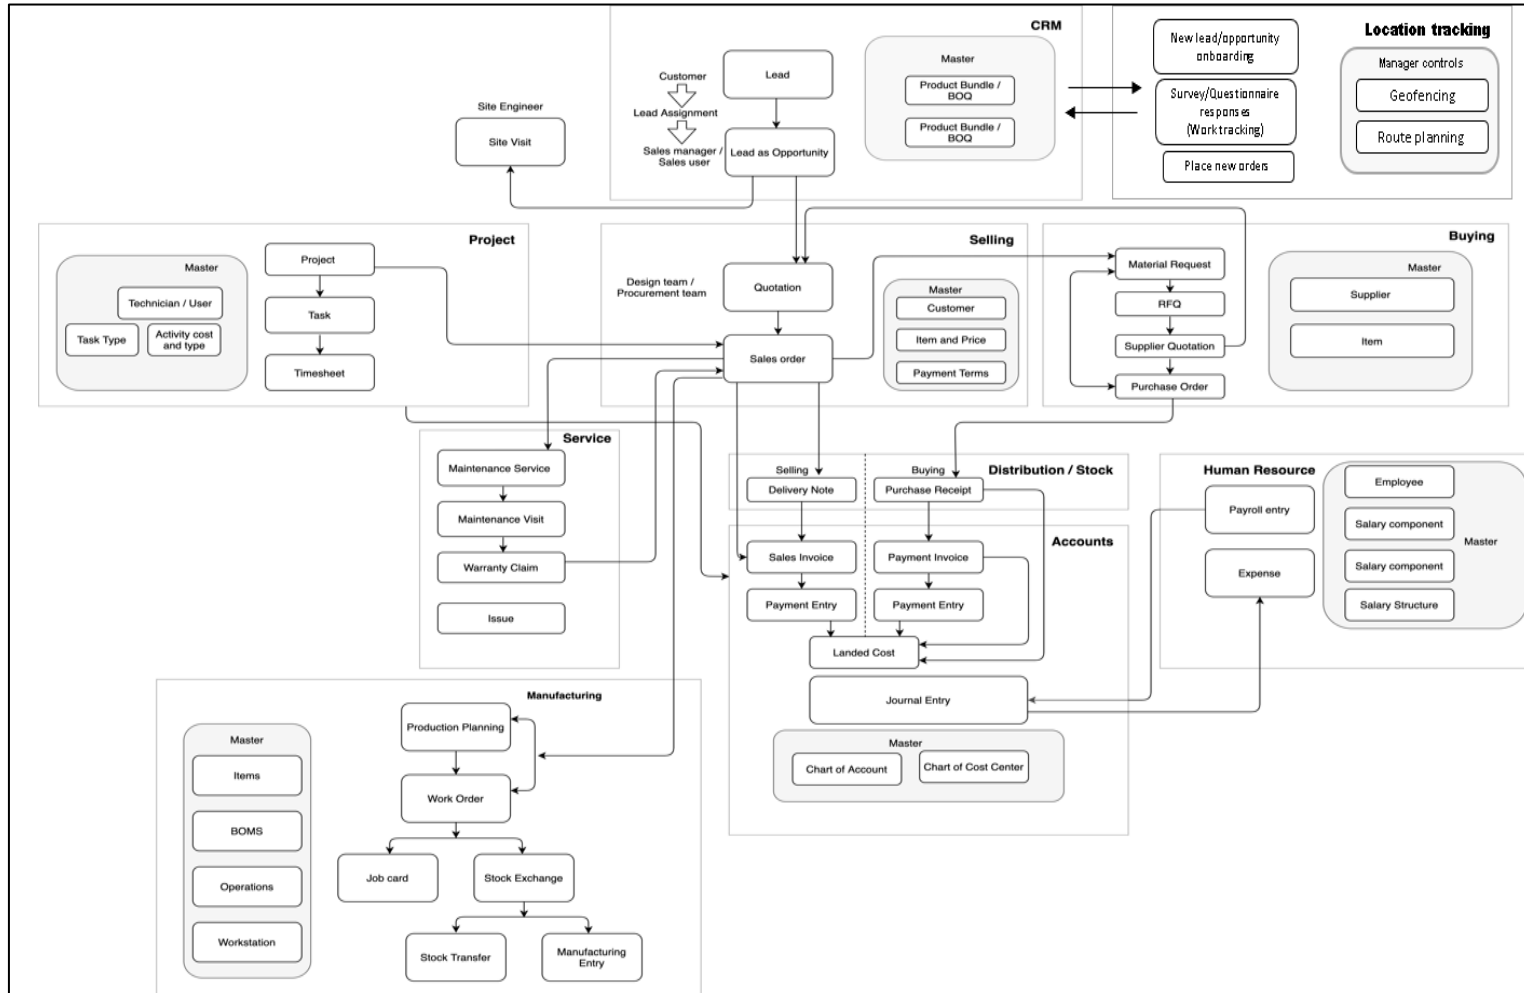 CRM
Customer
Lead Assignment
Sales manager /
Sales user
Lead
Lead as Opportunity
Master
Product Bundle /
BOQ
Product Bundle /
BOQ
Location tracking
New lead/opportunity
onboarding
Survey/Questionnaire
responses
(Work tracking)
Place new orders
Manager controls
Geofencing
Route planning
Site Engineer
Site Visit
Project
Master
Technician / User
Task Type
Activity cost
and type
Project
Task
Timesheet
Selling
Design team /
Procurement team
Quotation
Sales order
Master
Customer
Item and Price
Payment Terms
Buying
Material Request
RFQ
Supplier Quotation
Purchase Order
Master
Supplier
Item
Service
Maintenance Service
Maintenance Visit
Warranty Claim
Issue
Distribution / Stock
Selling
Delivery Note
Buying
Purchase Receipt
Accounts
Sales Invoice
Payment Invoice
Payment Entry
Payment Entry
Landed Cost
Journal Entry
Master
Chart of Account
Chart of Cost Center
Human Resource
Payroll entry
Expense
Employee
Salary component
Master
Salary component
Salary Structure
Manufacturing
Master
Items
BOMS
Operations
Workstation
Production Planning
Work Order
Job card
Stock Exchange
Stock Transfer
Manufacturing
Entry